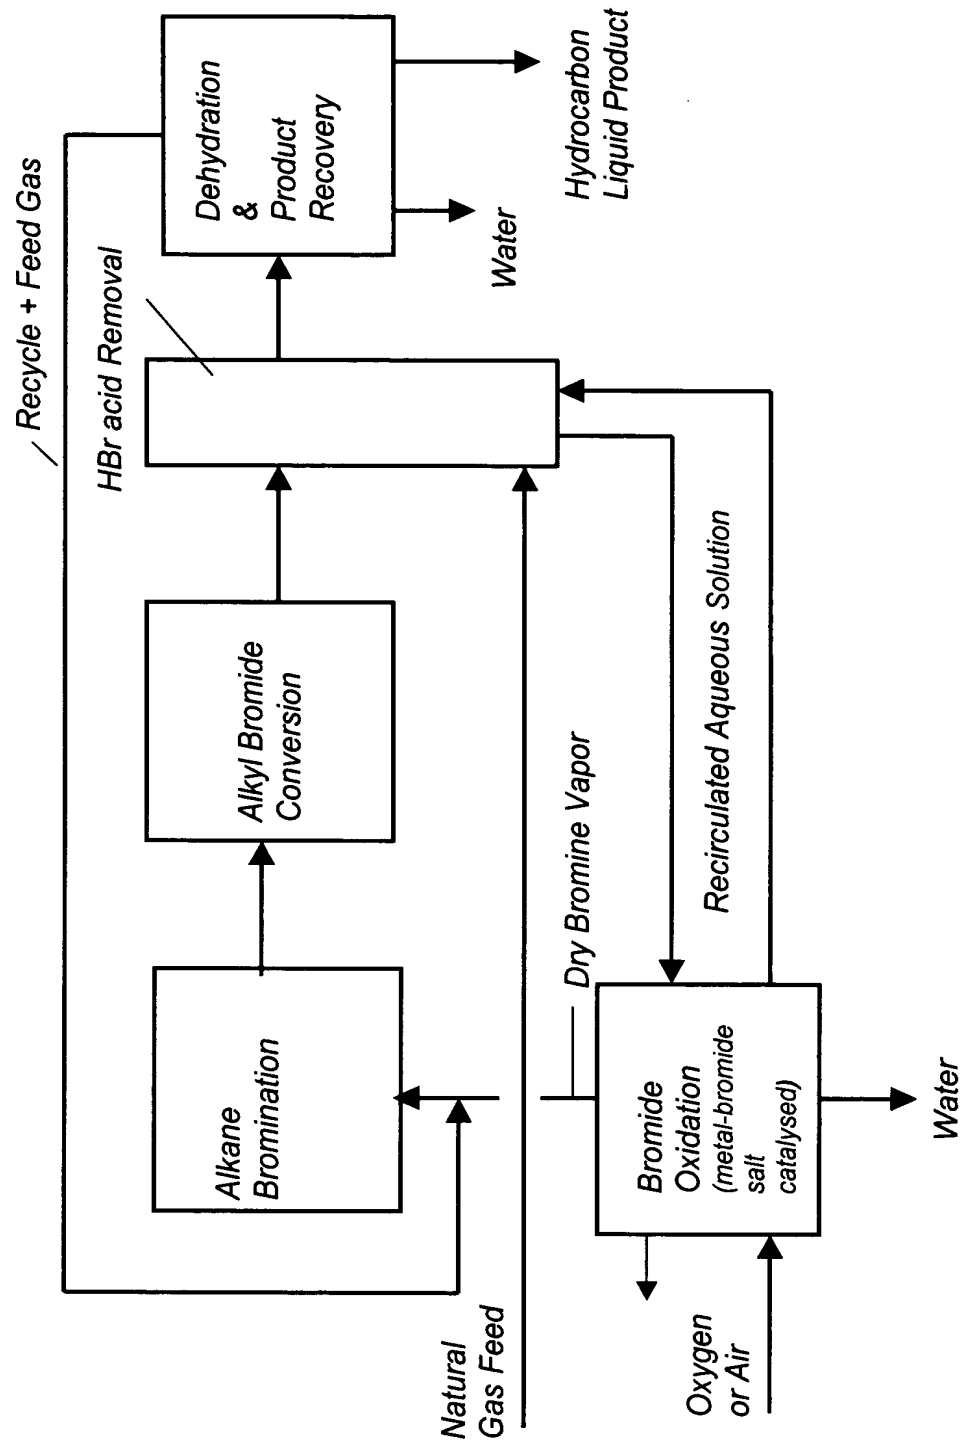 Recycle + Feed Gas
HBr acid Removal
Alkane
Bromination
Alkyl Bromide
Conversion
Dehydration
& Product
Recovery
Water
Hydrocarbon
Liquid Product
Natural
Gas Feed
Dry Bromine Vapor
Recirculated Aqueous Solution
Oxygen
or Air
Bromide
Oxidation
(metal-bromide
salt
catalysed)
Water